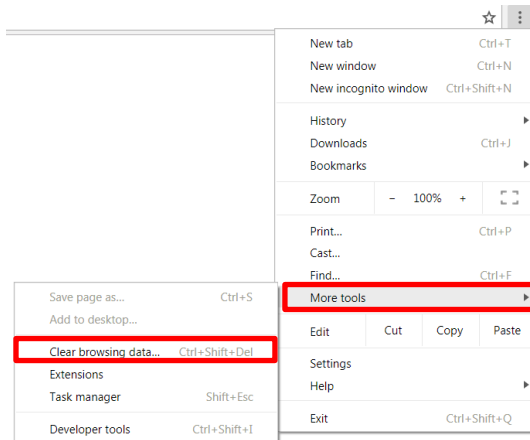 New tab Ctrl+T
New window Ctrl+N
New incognito window Ctrl+Shift+N
History
Downloads Ctrl+J
Bookmarks
Zoom - 100% +
Print... Ctrl+P
Cast...
Find... Ctrl+F
More tools
Edit Cut Copy Paste
Settings
Help
Exit Ctrl+Shift+Q
Save page as... Ctrl+S
Add to desktop...
Clear browsing data... Ctrl+Shift+Del
Extensions
Task manager Shift+Esc
Developer tools Ctrl+Shift+I